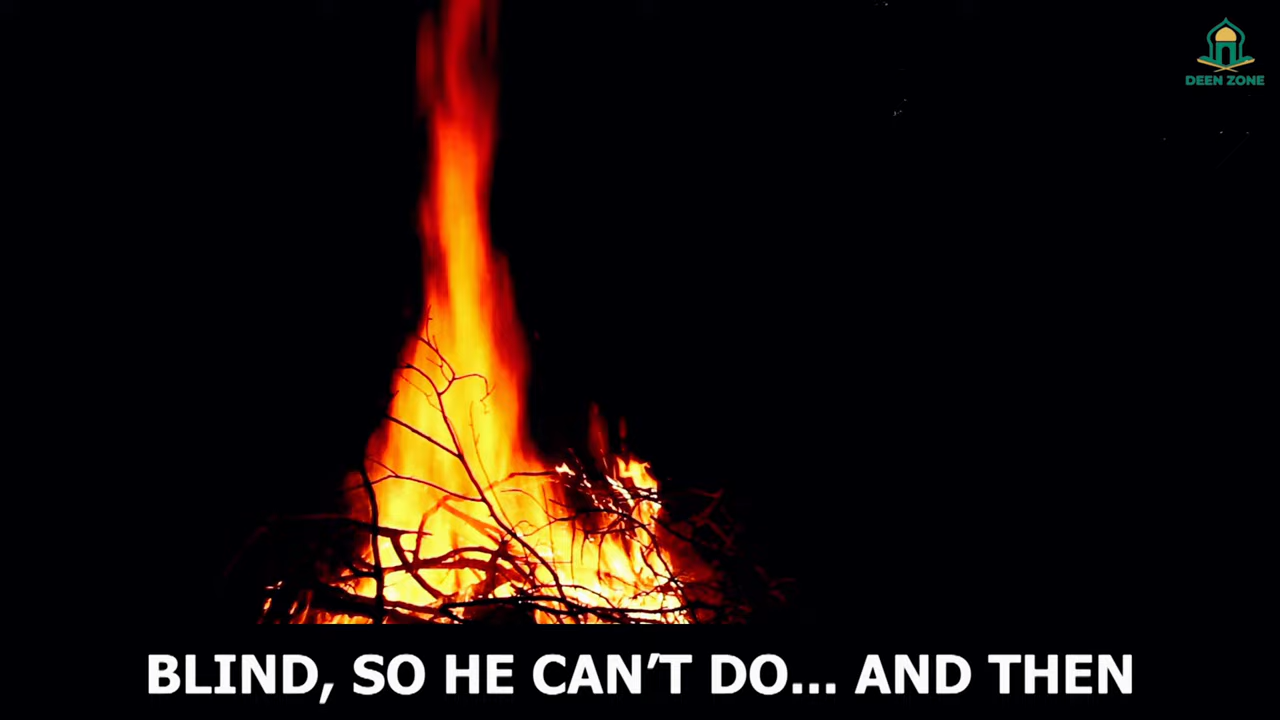 DEEN ZONE
BLIND, SO HE CAN’T DO... AND THEN